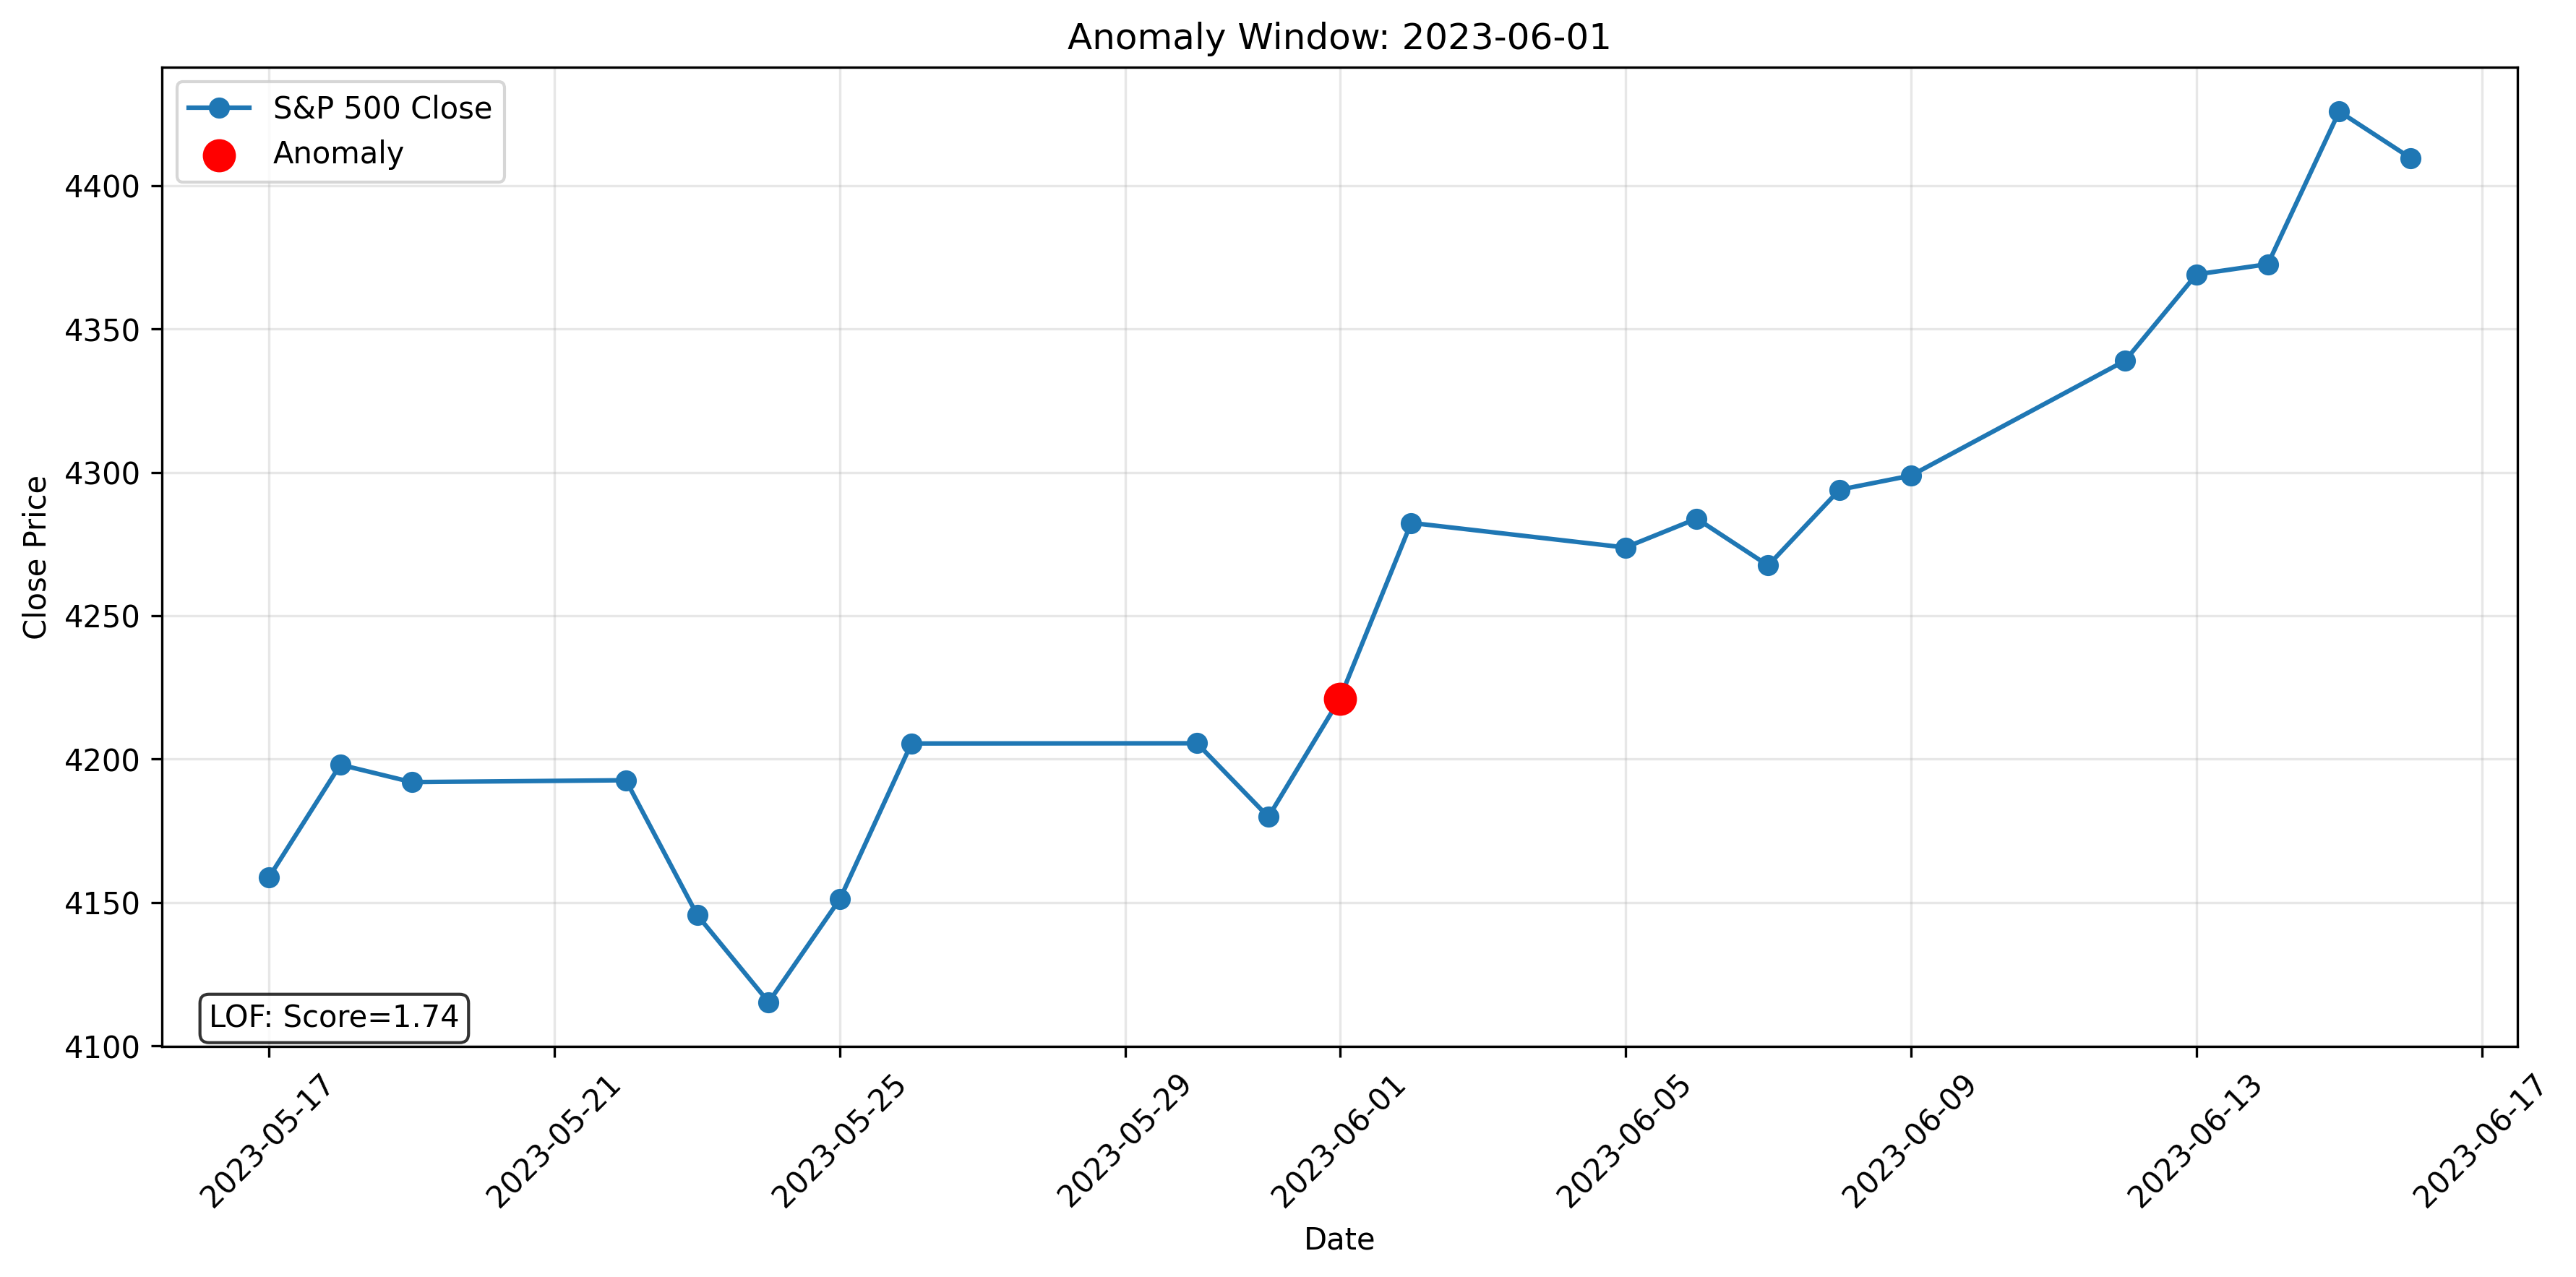 Anomaly Window: 2023-06-01
S&P 500 Close
Anomaly
4400
4350
4300
4250
4200
4150
4100
Close Price
LOF: Score=1.74
2023-05-17
2023-05-21
2023-05-25
2023-05-29
2023-06-01
2023-06-05
2023-06-09
2023-06-13
2023-06-17
Date